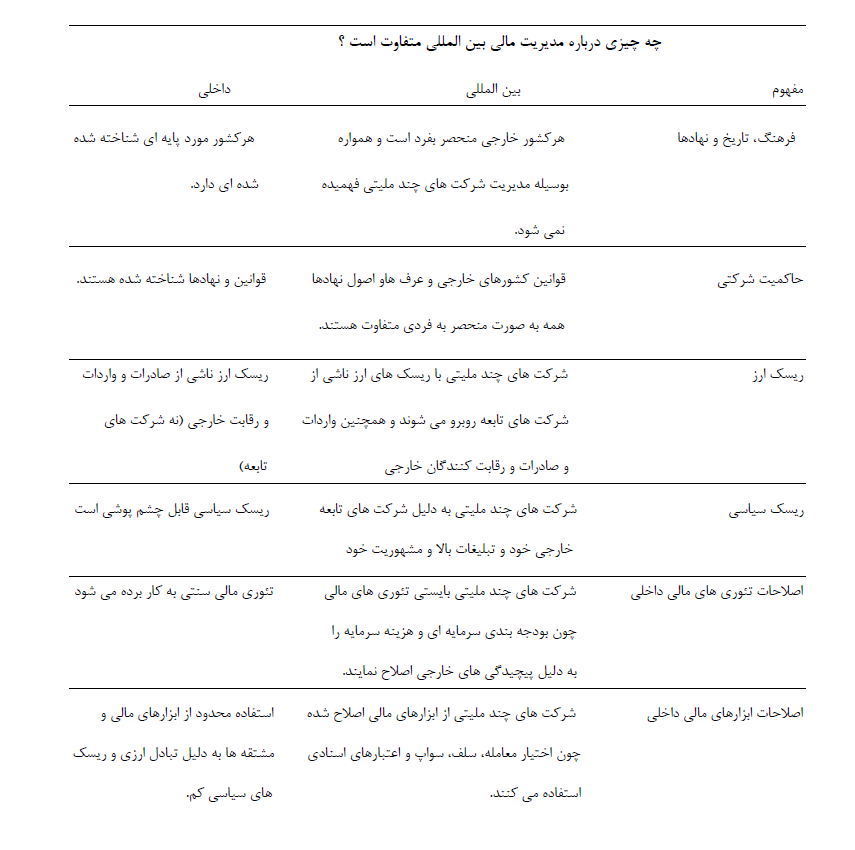 چه چیزی درباره مدیریت مالی بین المللی متفاوت است ؟
مفهوم بین المللی داخلی
فرهنگ، تاریخ و نهادها هرکشور خارجی منحصر بفرد است و همواره هرکشور مورد پایه ای شناخته شده
بوسیله مدیریت شرکت های چند ملیتی فهمیده شده ای دارد.
نمی شود.
حاکمیت شرکتی قوانین کشورهای خارجی و عرف هاو اصول نهادها قوانین و نهادها شناخته شده هستند.
همه به صورت منحصر به فردی متفاوت هستند.
ریسک ارز شرکت های چند ملیتی با ریسک های ارز ناشی از ریسک ارز ناشی از صادرات و واردات
شرکت های تابعه روبرو می شوند و همچنین واردات و رقابت خارجی (نه شرکت های
و صادرات و رقابت کنندگان خارجی تابعه)
ریسک سیاسی شرکت های چند ملیتی به دلیل شرکت های تابعه ریسک سیاسی قابل چشم پوشی است
خارجی خود و تبلیغات بالا و مشهوریت خود
اصلاحات تئوری های مالی داخلی شرکت های چند ملیتی بایستی تئوری های مالی تئوری مالی سنتی به کار برده می شود
چون بودجه بندی سرمایه ای و هزینه سرمایه را
به دلیل پیچیدگی های خارجی اصلاح نمایند.
اصلاحات ابزارهای مالی داخلی شرکت های چند ملیتی از ابزارهای مالی اصلاح شده استفاده محدود از ابزارهای مالی و
چون اختیار معامله، سلف، سواپ و اعتبارهای اسنادی مشتقه ها به دلیل تبادل ارزی و ریسک
استفاده می کنند. های سیاسی کم.